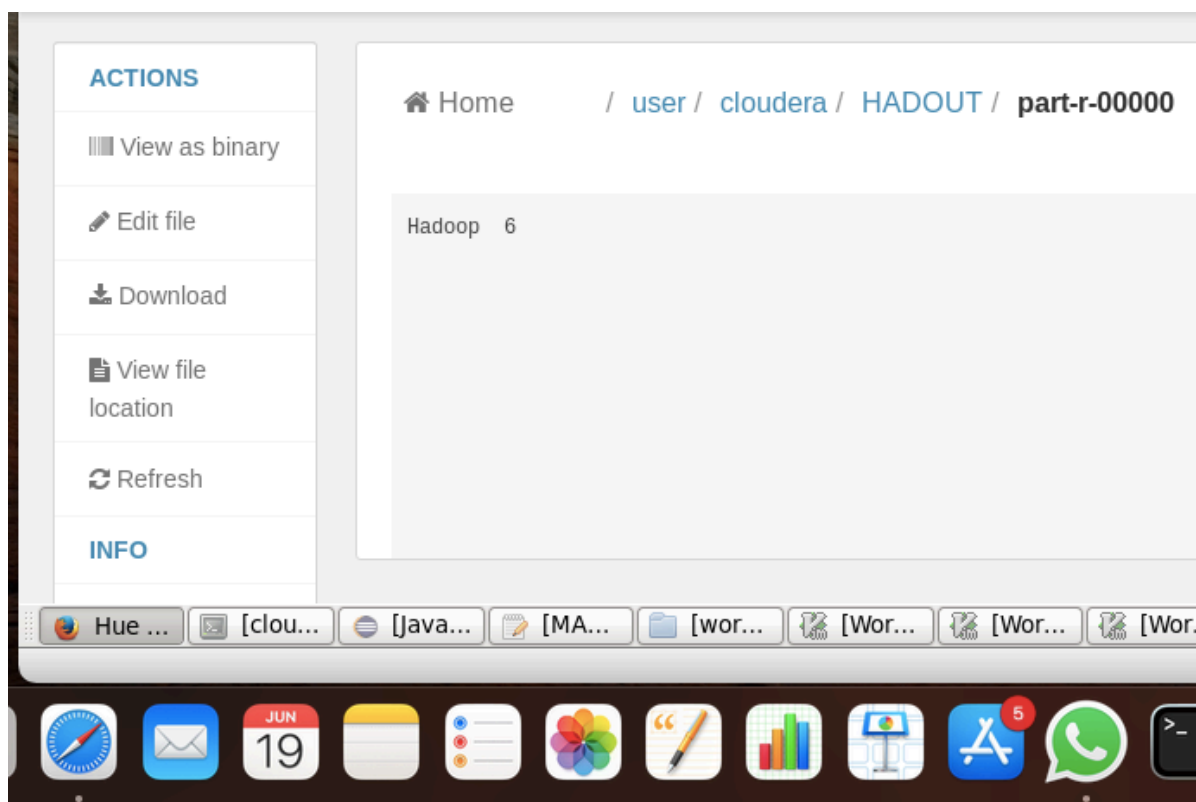 ACTIONS
View as binary
Edit file
Download
View file
location
Refresh
INFO
Home / user / cloudera / HADOUT / part-r-00000
Hadoop 6
Hue ... [clou... [Java... [MA... [wor... [Wor... [Wor... [Wor.
JUN
19
5
>_